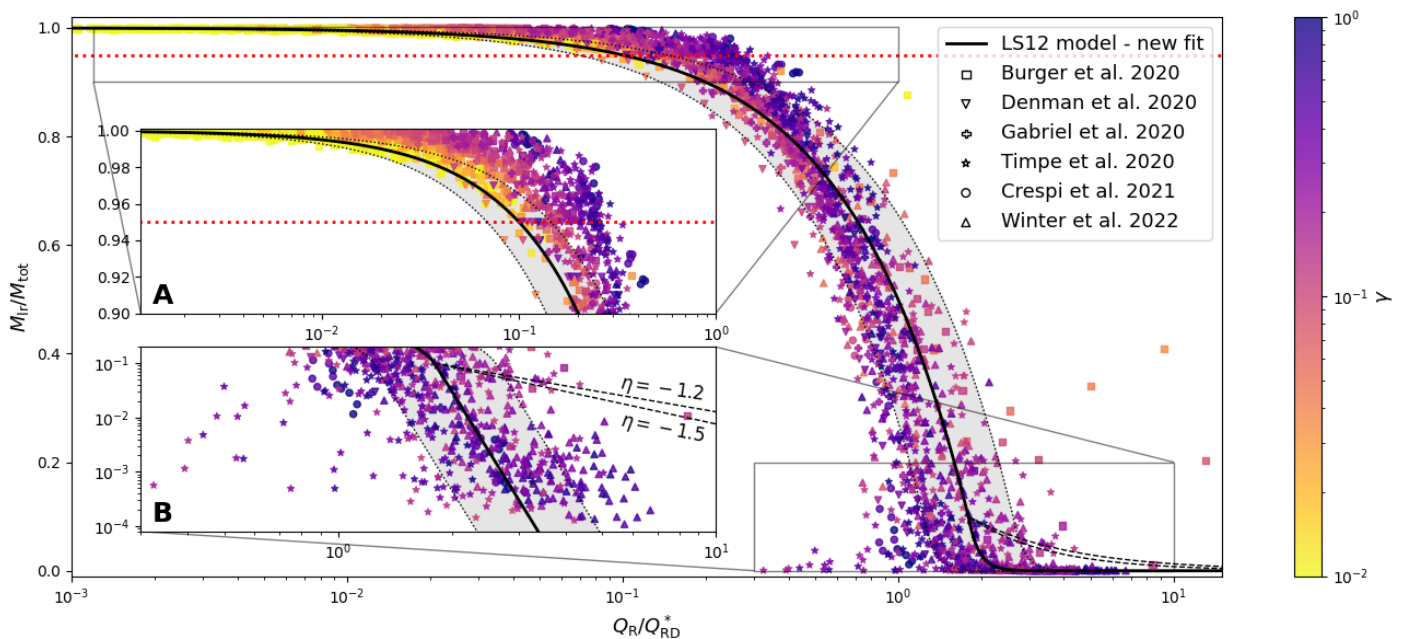 1.0
0.8
0.6
0.4
0.2
0.0
M_lr/M_tot
10^-3
10^-2
10^-1
10^0
10^1
Q_R/Q*_RD
LS12 model - new fit
Burger et al. 2020
Denman et al. 2020
Gabriel et al. 2020
Timpe et al. 2020
Crespi et al. 2021
Winter et al. 2022
1.00
0.98
0.96
0.94
0.92
0.90
A
10^-2
10^-1
10^0
10^-1
10^-2
10^-3
10^-4
η = −1.2
η = −1.5
B
10^0
10^1
10^0
10^-1
10^-2
γ